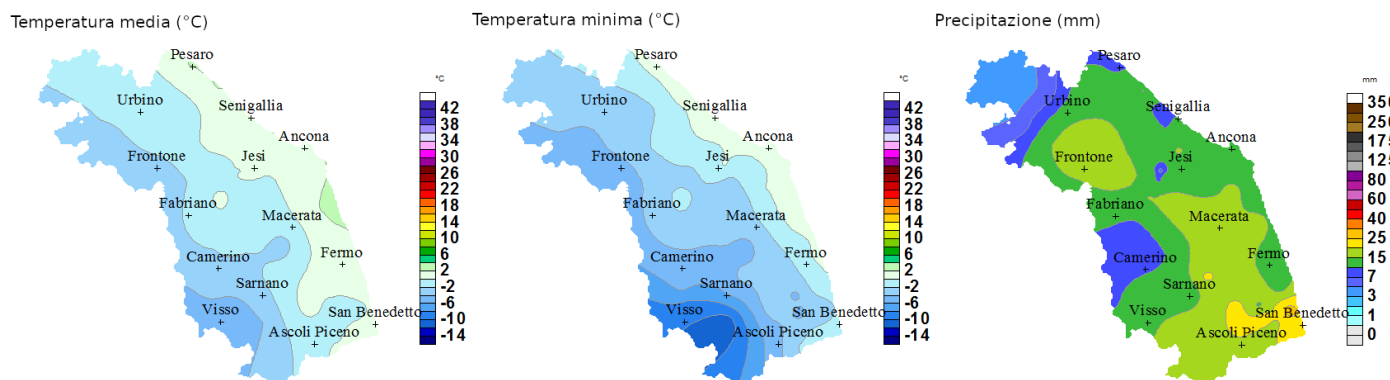 Temperatura media (°C)
Pesaro
Urbino
Senigallia
Ancona
Frontone
Jesi
Fabriano
Macerata
Camerino
Fermo
Sarnano
Visso
San Benedetto
Ascoli Piceno
°C
42
38
34
30
26
22
18
14
10
6
2
-2
-6
-10
-14
Temperatura minima (°C)
Pesaro
Urbino
Senigallia
Ancona
Frontone
Jesi
Fabriano
Macerata
Camerino
Fermo
Sarnano
Visso
San Benedetto
Ascoli Piceno
°C
42
38
34
30
26
22
18
14
10
6
2
-2
-6
-10
-14
Precipitazione (mm)
Pesaro
Urbino
Senigallia
Ancona
Frontone
Jesi
Fabriano
Macerata
Camerino
Fermo
Sarnano
Visso
San Benedetto
Ascoli Piceno
mm
350
250
175
125
80
60
40
25
15
7
3
1
0